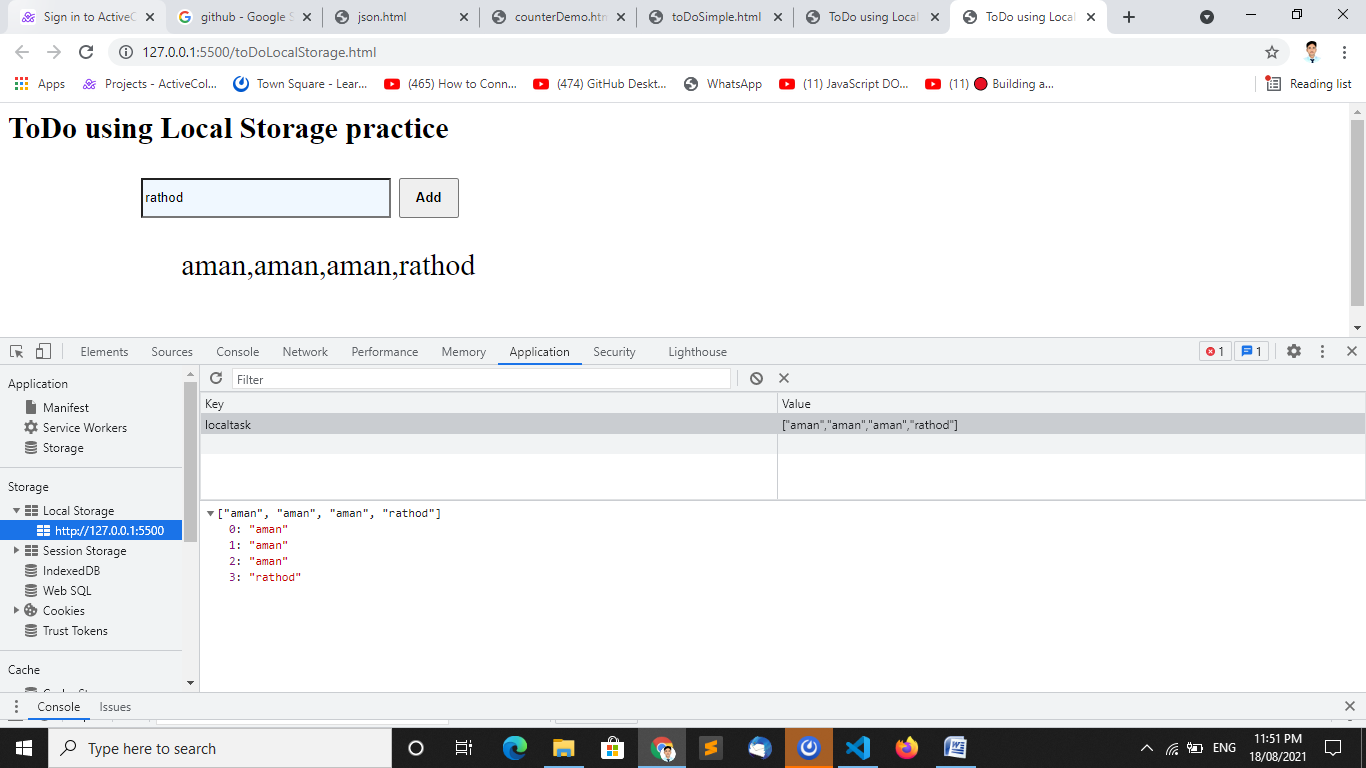 Sign in to ActiveC
github - Google S
json.html
counterDemo.htm
toDoSimple.html
ToDo using Local
ToDo using Local
127.0.0.1:5500/toDoLocalStorage.html
Apps
Projects - ActiveCol...
Town Square - Lear...
(465) How to Conn...
(474) GitHub Deskt...
WhatsApp
(11) JavaScript DO...
(11) 🔴 Building a...
Reading list
ToDo using Local Storage practice
rathod Add
aman,aman,aman,rathod
Elements Sources Console Network Performance Memory Application Security Lighthouse 1 1
Application
Manifest
Service Workers
Storage
Storage
Local Storage
http://127.0.0.1:5500
Session Storage
IndexedDB
Web SQL
Cookies
Trust Tokens
Cache
Filter
Key Value
localtask ["aman","aman","aman","rathod"]
["aman", "aman", "aman", "rathod"]
0: "aman"
1: "aman"
2: "aman"
3: "rathod"
Console Issues
Type here to search
ENG
11:51 PM
18/08/2021